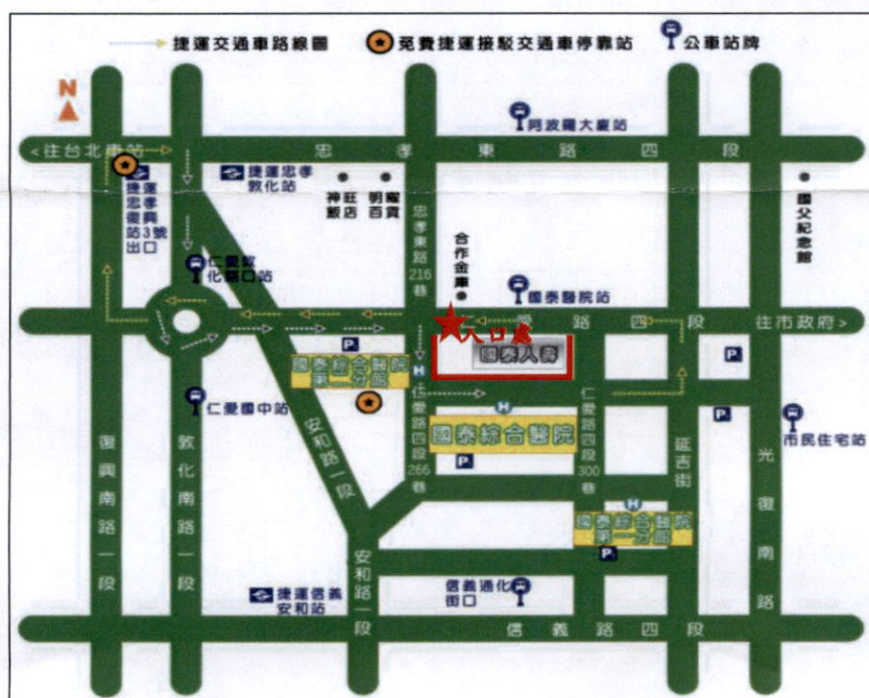 捷運交通車路線圖
免費捷運接駁交通車停靠站
公車站牌
N
阿波羅大廈站
<往台北車站
忠孝東路四段
捷運忠孝復興站3號出口
捷運忠孝
敦化站
神旺飯店
明曜百貨
忠孝東路216巷
合作金庫
國父紀念館
仁愛敦
化路口站
國泰醫院站
仁愛路四段
往市政府>
入口處
國泰人壽
P
P
國泰綜合醫院
第二分館
H
仁愛國中站
仁愛路四段266巷
H
國泰綜合醫院
P
仁愛路四段300巷
P
市民住宅站
安和路一段
復興南路一段
敦化南路一段
延吉街
光復南路
H
國泰綜合醫院
第一分館
P
捷運信義
安和站
安和路一段
信義通化
街口
信義路四段